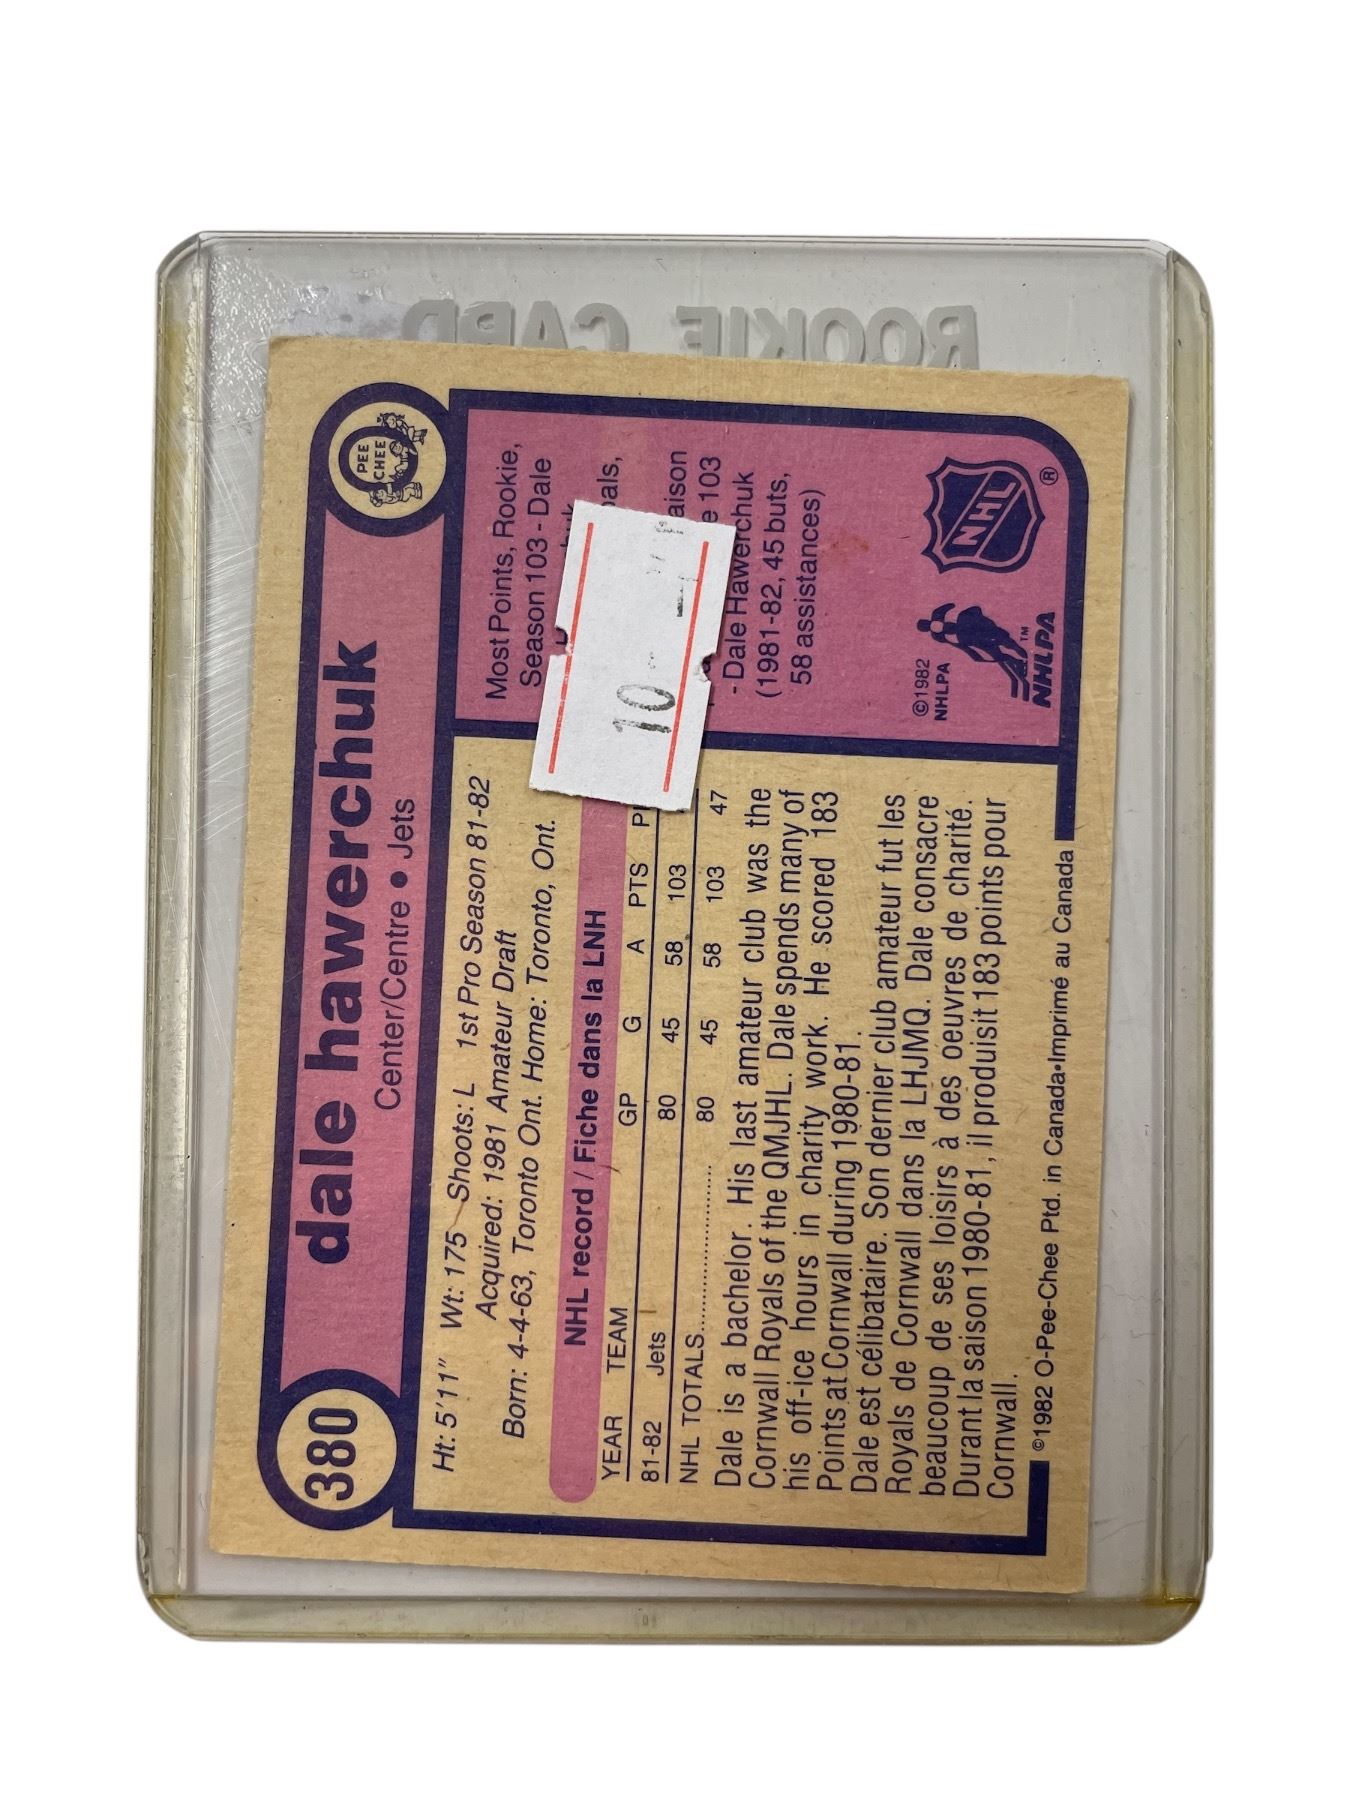 ROOKIE CARD
380
dale hawerchuk
Center/Centre • Jets
PEE
CHEE
Ht: 5'11" Wt: 175 Shoots: L 1st Pro Season 81-82
Acquired: 1981 Amateur Draft
Born: 4-4-63, Toronto Ont. Home: Toronto, Ont.
NHL record / Fiche dans la LNH
YEAR TEAM GP G A PTS
81-82 Jets 80 45 58 103
NHL TOTALS.................... 80 45 58 103 47
Dale is a bachelor. His last amateur club was the
Cornwall Royals of the QMJHL. Dale spends many of
his off-ice hours in charity work. He scored 183
Points at Cornwall during 1980-81.
Dale est célibataire. Son dernier club amateur fut les
Royals de Cornwall dans la LHJMQ. Dale consacre
beaucoup de ses loisirs à des oeuvres de charité.
Durant la saison 1980-81, il produisit 183 points pour
Cornwall.
©1982 O-Pee-Chee Ptd. in Canada•Imprimé au Canada
Most Points, Rookie,
Season 103 - Dale
103
- Dale Hawerchuk
(1981-82, 45 buts,
58 assistances)
10
©1982
NHLPA
NHLPA™
NHL®